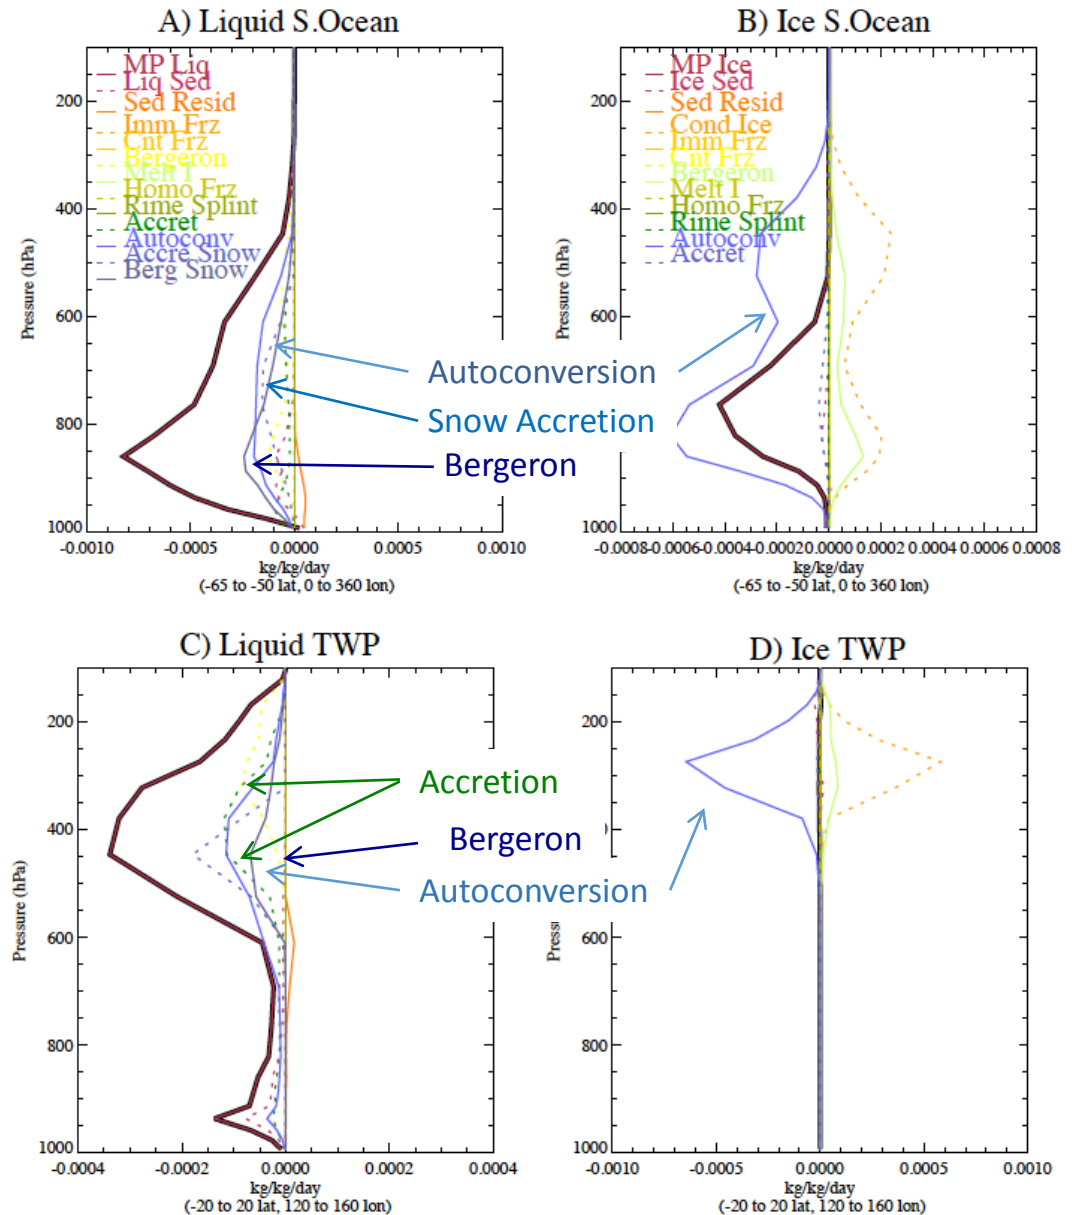 A) Liquid S.Ocean
MP Liq
Liq Sed
Sed Resid
Imm Frz
Cnt Frz
Bergeron
Melt I
Homo Frz
Rime Splint
Accret
Autoconv
Accre Snow
Berg Snow
Pressure (hPa)
200
400
600
800
1000
-0.0010 -0.0005 0.0000 0.0005 0.0010
kg/kg/day
(-65 to -50 lat, 0 to 360 lon)
B) Ice S.Ocean
MP Ice
Ice Sed
Sed Resid
Cond Ice
Imm Frz
Cnt Frz
Bergeron
Melt I
Homo Frz
Rime Splint
Autoconv
Accret
Pressure (hPa)
200
400
600
800
1000
-0.0008-0.0006-0.0004-0.0002 0.0000 0.0002 0.0004 0.0006 0.0008
kg/kg/day
(-65 to -50 lat, 0 to 360 lon)
Autoconversion
Snow Accretion
Bergeron
C) Liquid TWP
Pressure (hPa)
200
400
600
800
1000
-0.0004 -0.0002 0.0000 0.0002 0.0004
kg/kg/day
(-20 to 20 lat, 120 to 160 lon)
D) Ice TWP
200
600
800
1000
-0.0010 -0.0005 0.0000 0.0005 0.0010
kg/kg/day
(-20 to 20 lat, 120 to 160 lon)
Accretion
Bergeron
Autoconversion